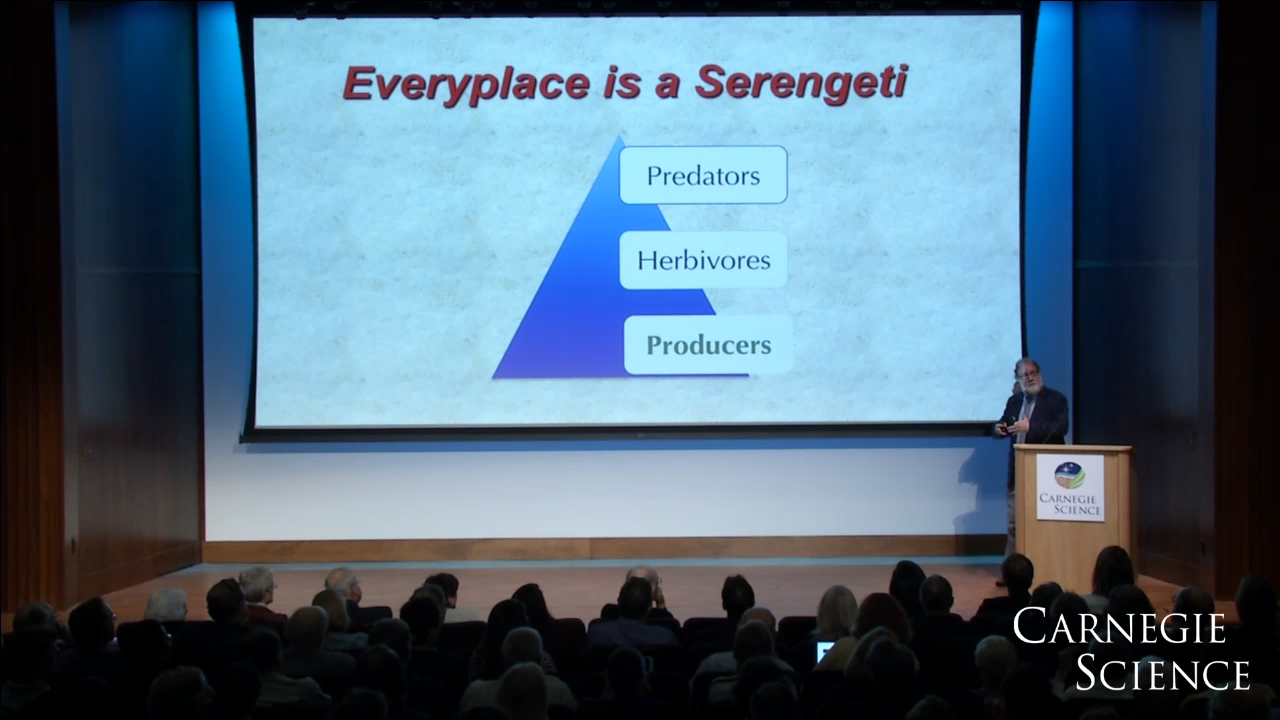 Everyplace is a Serengeti
Predators
Herbivores
Producers
CARNEGIE
SCIENCE
CARNEGIE
SCIENCE